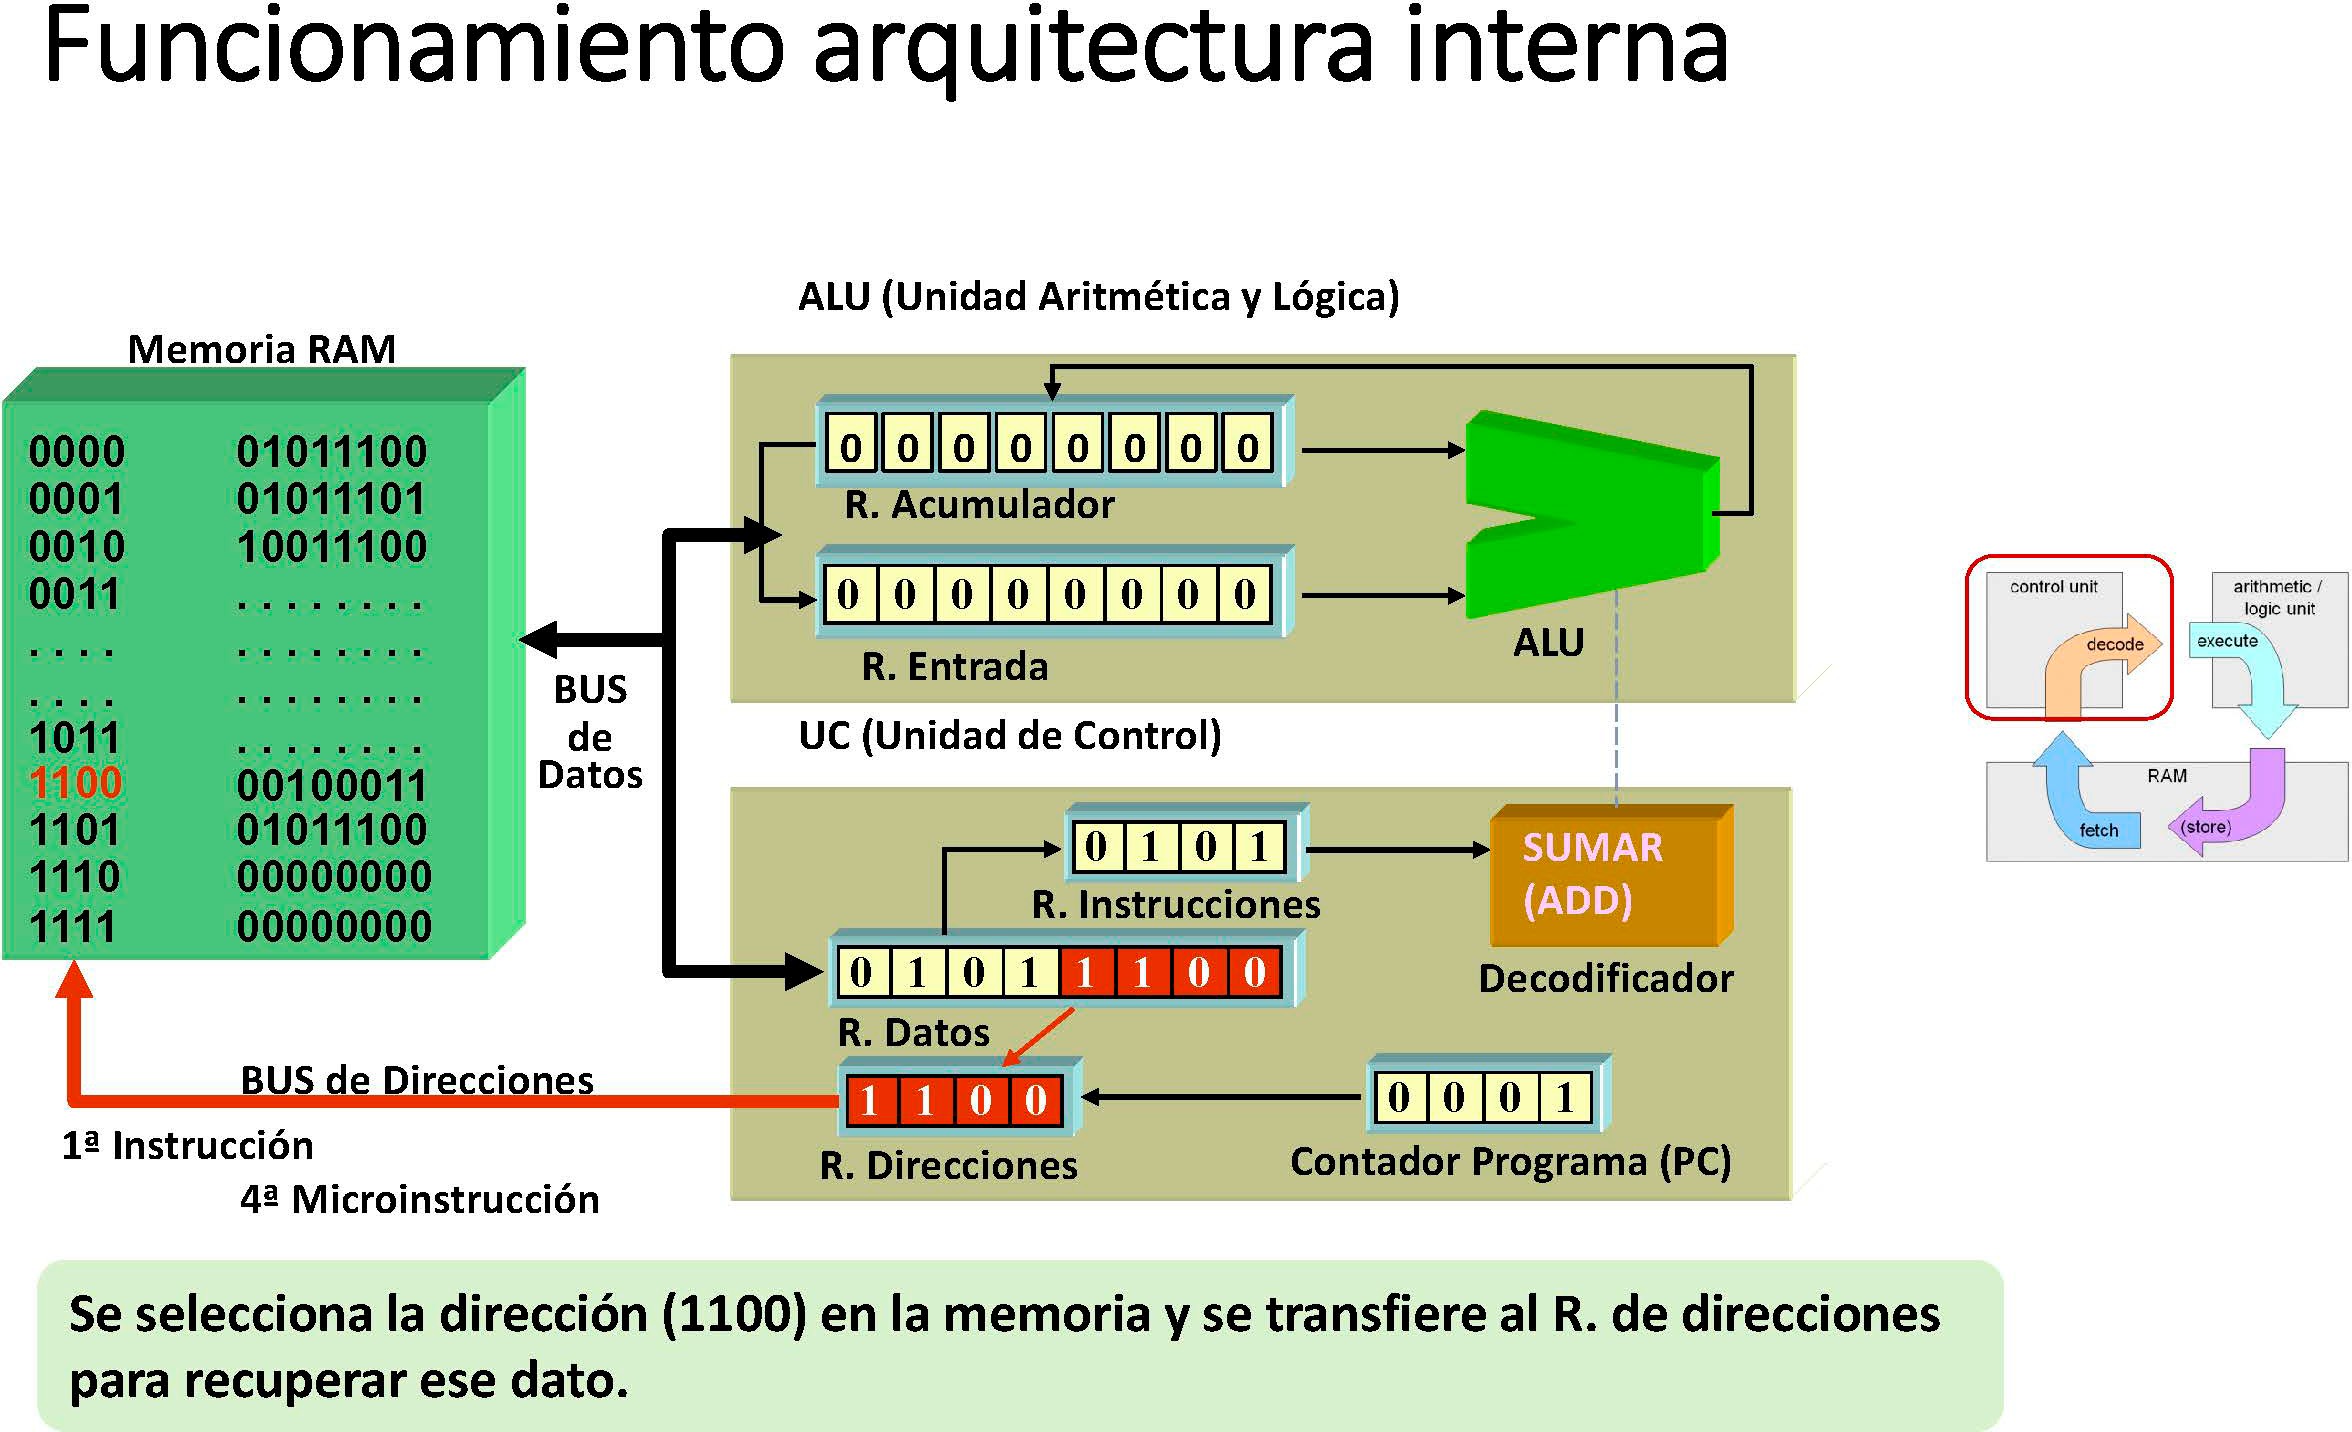 Funcionamiento arquitectura interna
ALU (Unidad Aritmética y Lógica)
Memoria RAM
0000 01011100
0001 01011101
0010 10011100
0011 ........
.... ........
.... ........
1011 ........
1100 00100011
1101 01011100
1110 00000000
1111 00000000
BUS
de
Datos
0 0 0 0 0 0 0 0
R. Acumulador
0 0 0 0 0 0 0 0
R. Entrada
ALU
UC (Unidad de Control)
0 1 0 1
R. Instrucciones
SUMAR
(ADD)
Decodificador
0 1 0 1 1 1 0 0
R. Datos
BUS de Direcciones
1 1 0 0
R. Direcciones
0 0 0 1
Contador Programa (PC)
1ª Instrucción
4ª Microinstrucción
control unit
decode
arithmetic /
logic unit
execute
RAM
fetch
(store)
Se selecciona la dirección (1100) en la memoria y se transfiere al R. de direcciones
para recuperar ese dato.